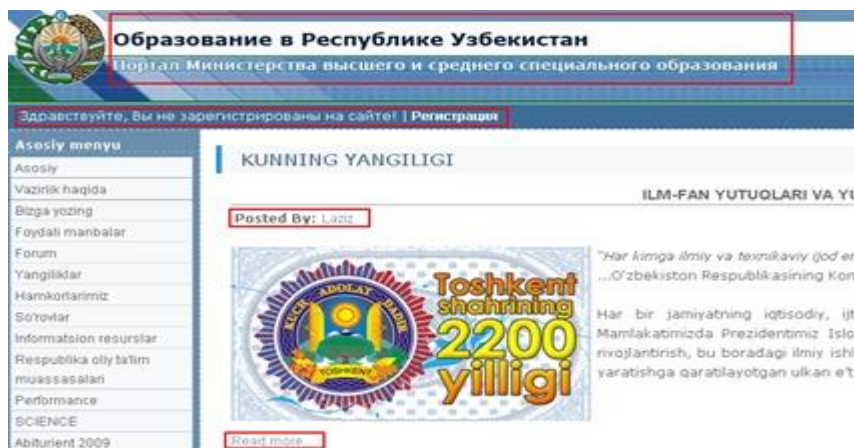 Образование в Республике Узбекистан
Портал Министерства высшего и среднего специального образования
Здравствуйте, Вы не зарегистрированы на сайте! | Регистрация
Asosiy menyu
Asosiy
Vazirlik haqida
Bizga yozing
Foydali manbalar
Forum
Yangiliklar
Hamkorlarimiz
So'rovlar
Informatsion resurslar
Respublika oliy ta'lim
muassasalari
Performance
SCIENCE
Abiturient 2009
KUNNING YANGILIGI
ILM-FAN YUTUQLARI VA YU
Posted By: Laziz
KUCH ADOLAT DADIR
TOSHKENT
Toshkent
shahrining
2200
yilligi
"Har kimga ilmiy va texnikaviy ijod er
...O'zbekiston Respublikasining Kon
Har bir jamiyatning iqtisodiy, ijt
Mamlakatimizda Prezidentimiz Islo
rivojlantirish, bu boradagi ilmiy ishl
yaratishga qaratilayotgan ulkan e't
Read more...